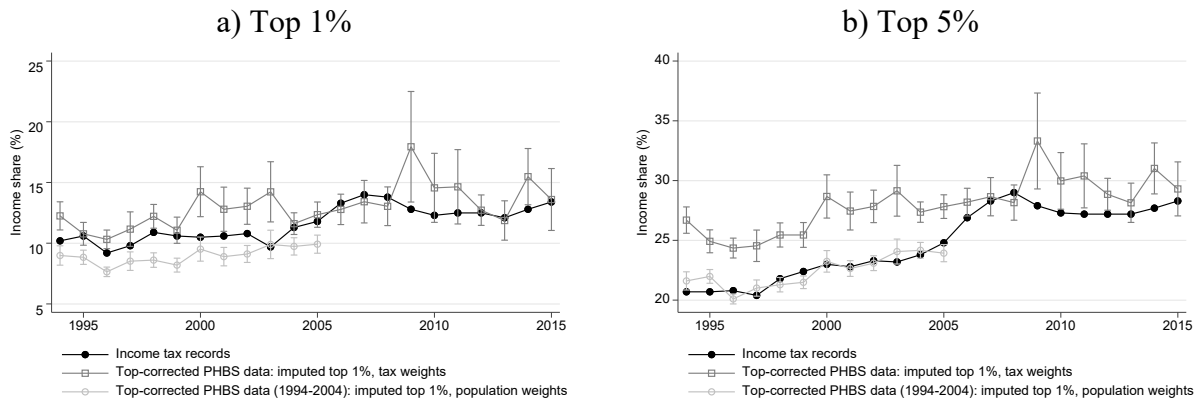 a) Top 1%
Income share (%)
25
20
15
10
5
1995 2000 2005 2010 2015
Income tax records
Top-corrected PHBS data: imputed top 1%, tax weights
Top-corrected PHBS data (1994-2004): imputed top 1%, population weights
b) Top 5%
Income share (%)
40
35
30
25
20
1995 2000 2005 2010 2015
Income tax records
Top-corrected PHBS data: imputed top 1%, tax weights
Top-corrected PHBS data (1994-2004): imputed top 1%, population weights